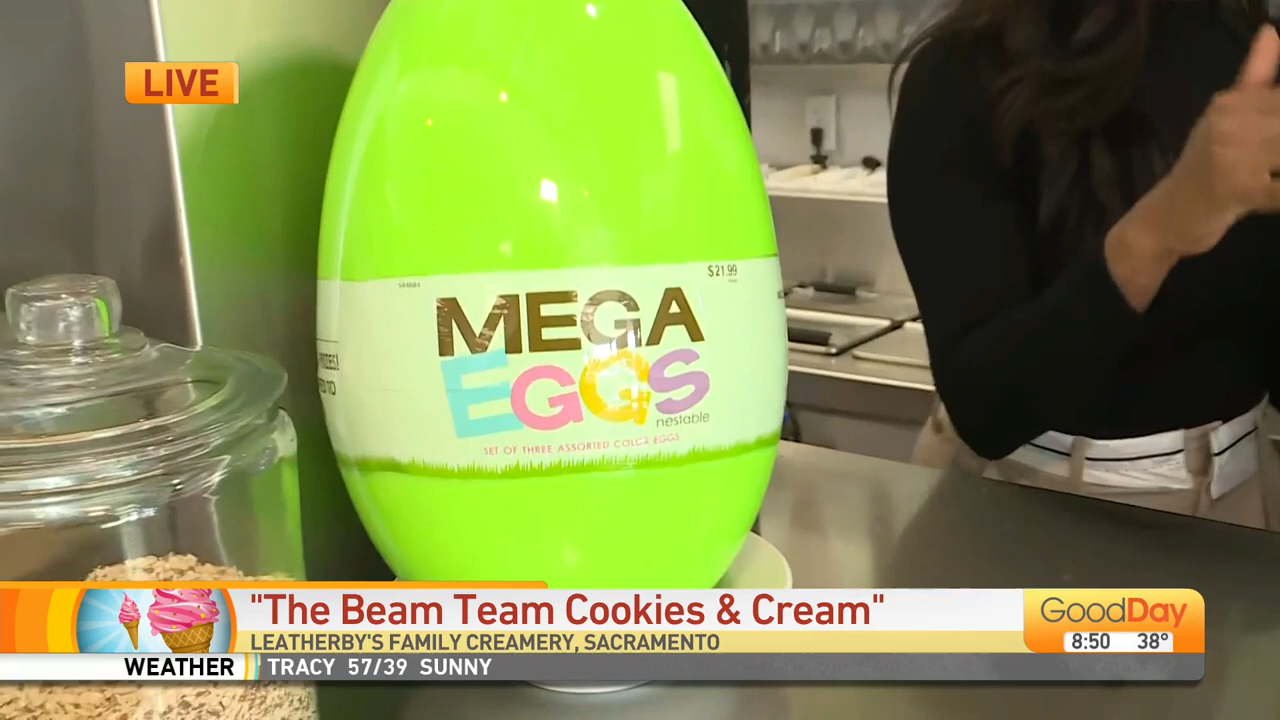 LIVE
$21.99
MEGA
EGGS
nestable
SET OF THREE ASSORTED COLOR EGGS
"The Beam Team Cookies & Cream"
LEATHERBY'S FAMILY CREAMERY, SACRAMENTO
GoodDay
8:50 38°
WEATHER TRACY 57/39 SUNNY